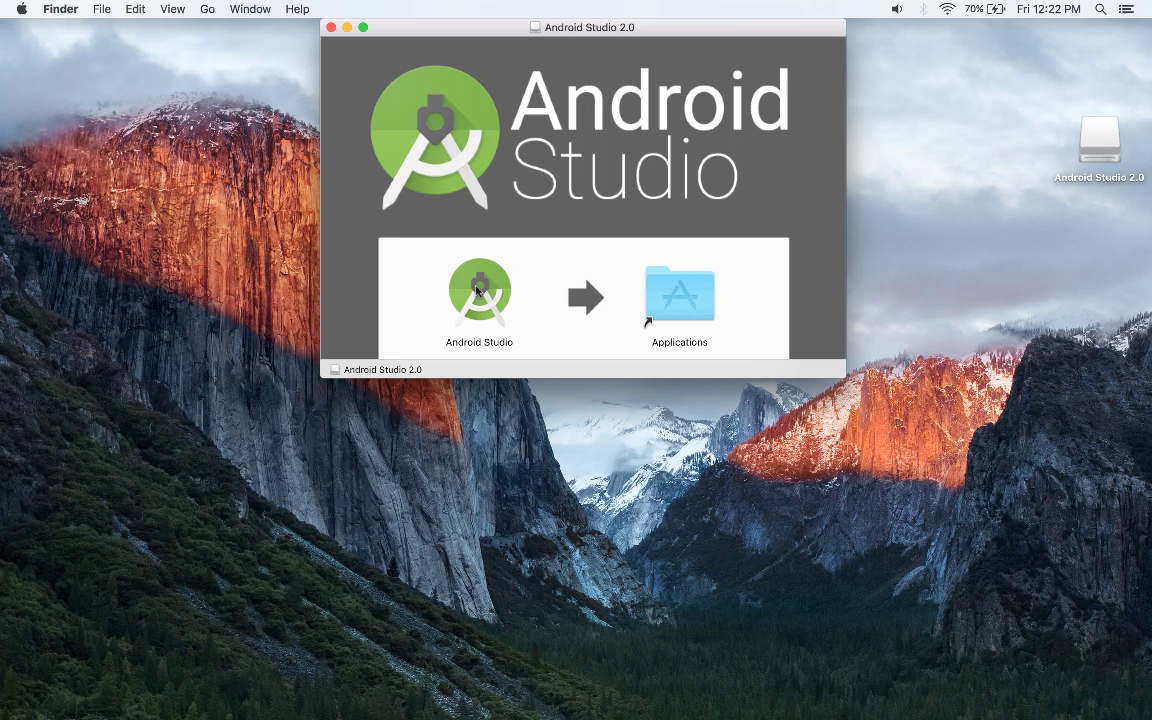 Finder File Edit View Go Window Help 70% Fri 12:22 PM
Android Studio 2.0
Android
Studio
Android Studio 2.0
Android Studio Applications
Android Studio 2.0